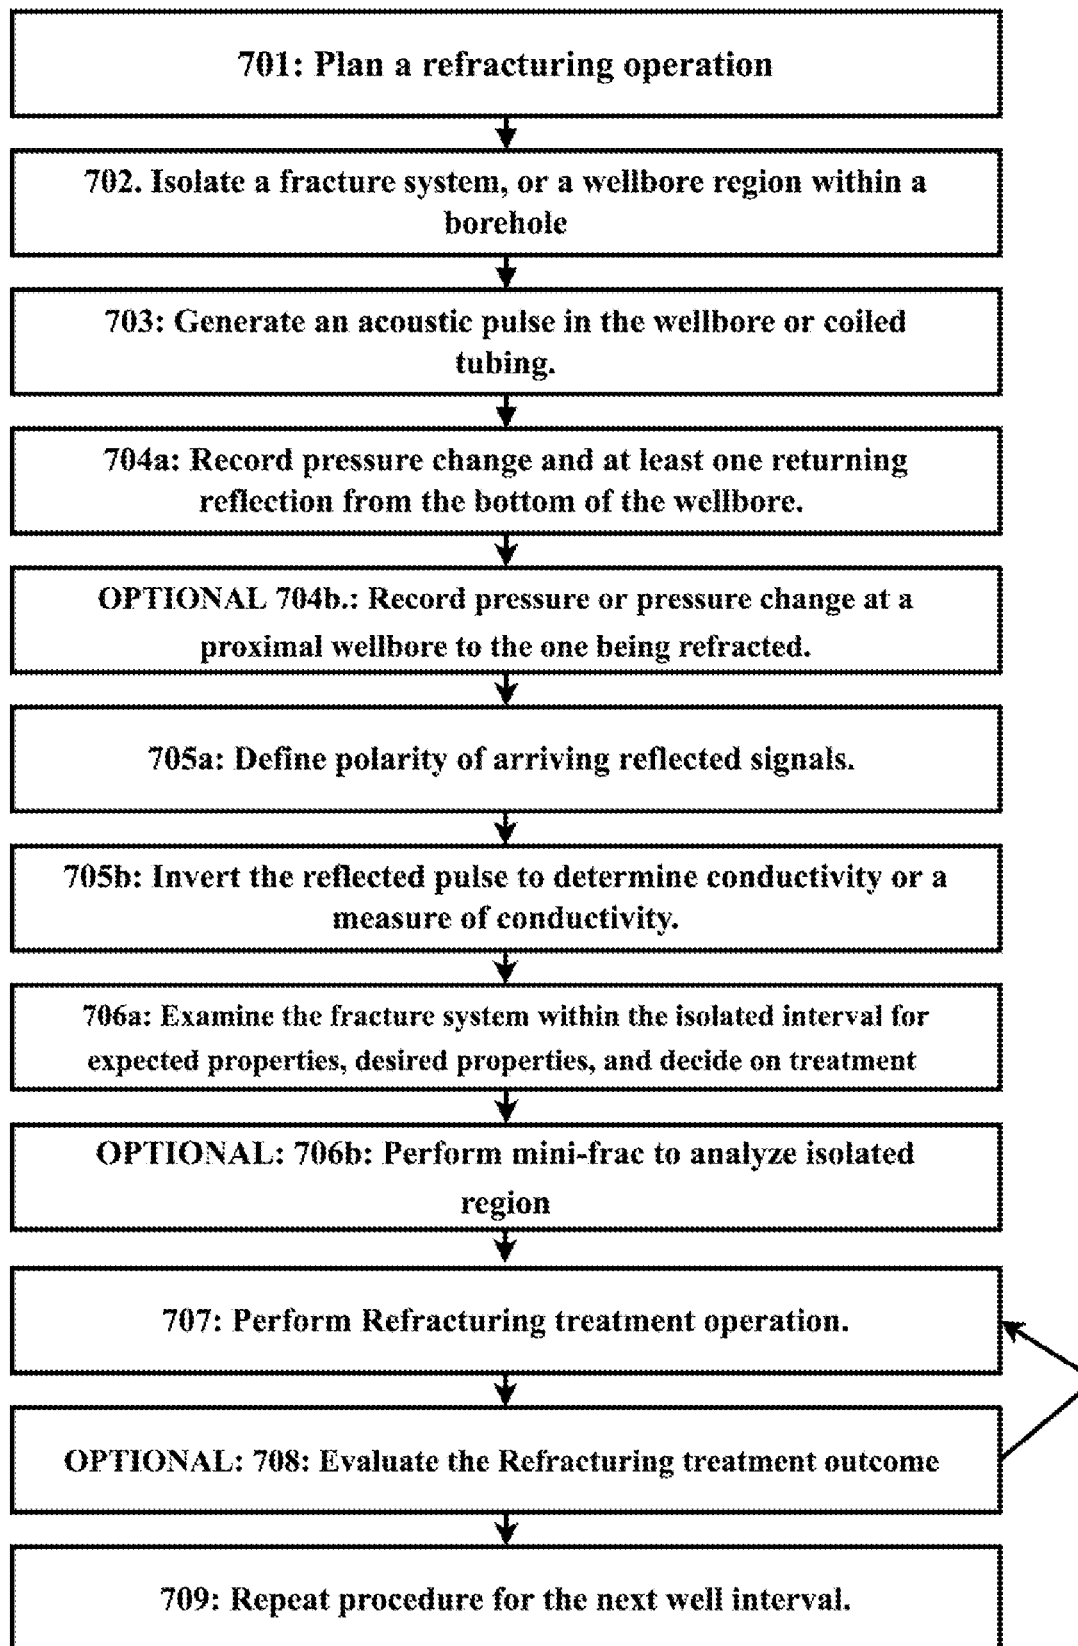 701: Plan a refracturing operation
702. Isolate a fracture system, or a wellbore region within a
borehole
703: Generate an acoustic pulse in the wellbore or coiled
tubing.
704a: Record pressure change and at least one returning
reflection from the bottom of the wellbore.
OPTIONAL 704b.: Record pressure or pressure change at a
proximal wellbore to the one being refracted.
705a: Define polarity of arriving reflected signals.
705b: Invert the reflected pulse to determine conductivity or a
measure of conductivity.
706a: Examine the fracture system within the isolated interval for
expected properties, desired properties, and decide on treatment
OPTIONAL: 706b: Perform mini-frac to analyze isolated
region
707: Perform Refracturing treatment operation.
OPTIONAL: 708: Evaluate the Refracturing treatment outcome
709: Repeat procedure for the next well interval.